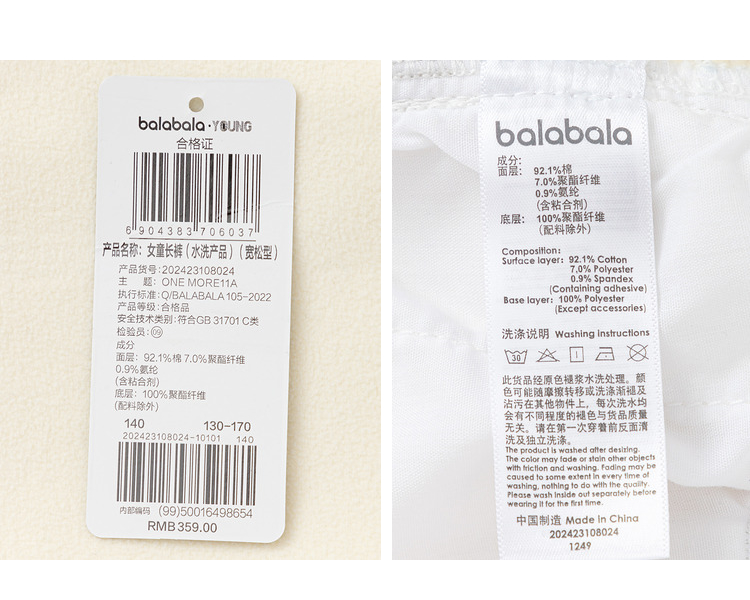 balabala·YOUNG
合格证
6 904383 706037
产品名称：女童长裤（水洗产品）（宽松型）
产品货号:202423108024
主 题：ONE MORE11A
执行标准:Q/BALABALA 105-2022
产品等级:合格品
安全技术类别:符合GB 31701 C类
检验员:09
成分
面层：92.1%棉 7.0%聚酯纤维
0.9%氨纶
(含粘合剂)
底层：100%聚酯纤维
(配料除外)
140 130-170
202423108024-10101 140
内部编码 (99)50016498654
RMB359.00
balabala
成分:
面层： 92.1%棉
7.0%聚酯纤维
0.9%氨纶
(含粘合剂)
底层： 100%聚酯纤维
(配料除外)
Composition:
Surface layer: 92.1% Cotton
7.0% Polyester
0.9% Spandex
(Containing adhesive)
Base layer: 100% Polyester
(Except accessories)
洗涤说明 Washing instructions
30
此货品经原色褪浆水洗处理。颜
色可能随摩擦转移或洗涤渐褪及
沾污在其他物件上，每次洗水均
会有不同程度的褪色与货品质量
无关。请在第一次穿着前反面清
洗及独立洗涤。
The product is washed after desizing.
The color may fade or stain other objects
with friction and washing. Fading may be
caused to some extent in every time of
washing, nothing to do with the quality.
Please wash inside out separately before
wearing it for the first time.
中国制造 Made in China
202423108024
1249